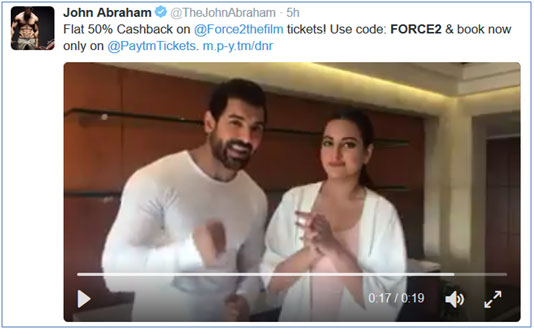 John Abraham @TheJohnAbraham · 5h
Flat 50% Cashback on @Force2thefilm tickets! Use code: FORCE2 & book now
only on @PaytmTickets. m.p-y.tm/dnr
0:17 / 0:19